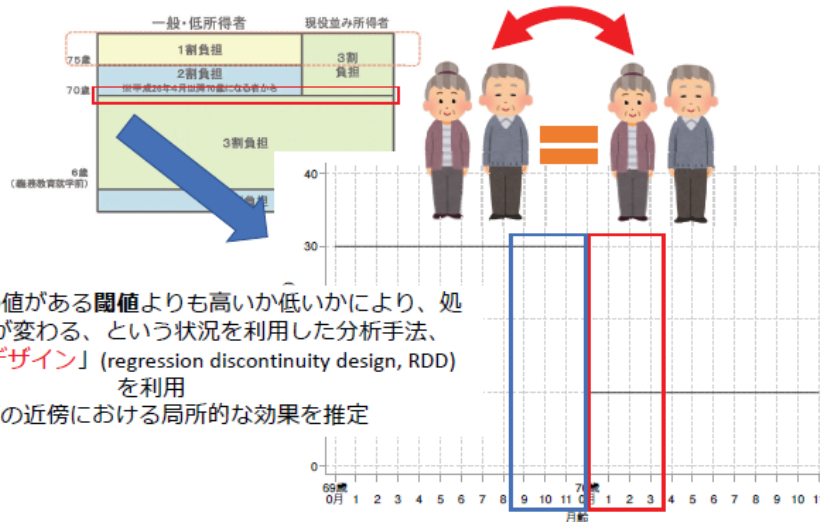 一般・低所得者
現役並み所得者
75歳
1割負担
3割
負担
2割負担
※平成26年4月以降70歳になる者から
70歳
3割負担
6歳
(義務教育就学前)
負担
40
30
0
値がある閾値よりも高いか低いかにより、処
が変わる、という状況を利用した分析手法、
デザイン」(regression discontinuity design, RDD)
を利用
の近傍における局所的な効果を推定
69歳
0月 1 2 3 4 5 6 7 8 9 10 11 0月 1 2 3 4 5 6 7 8 9 10 11
月齢